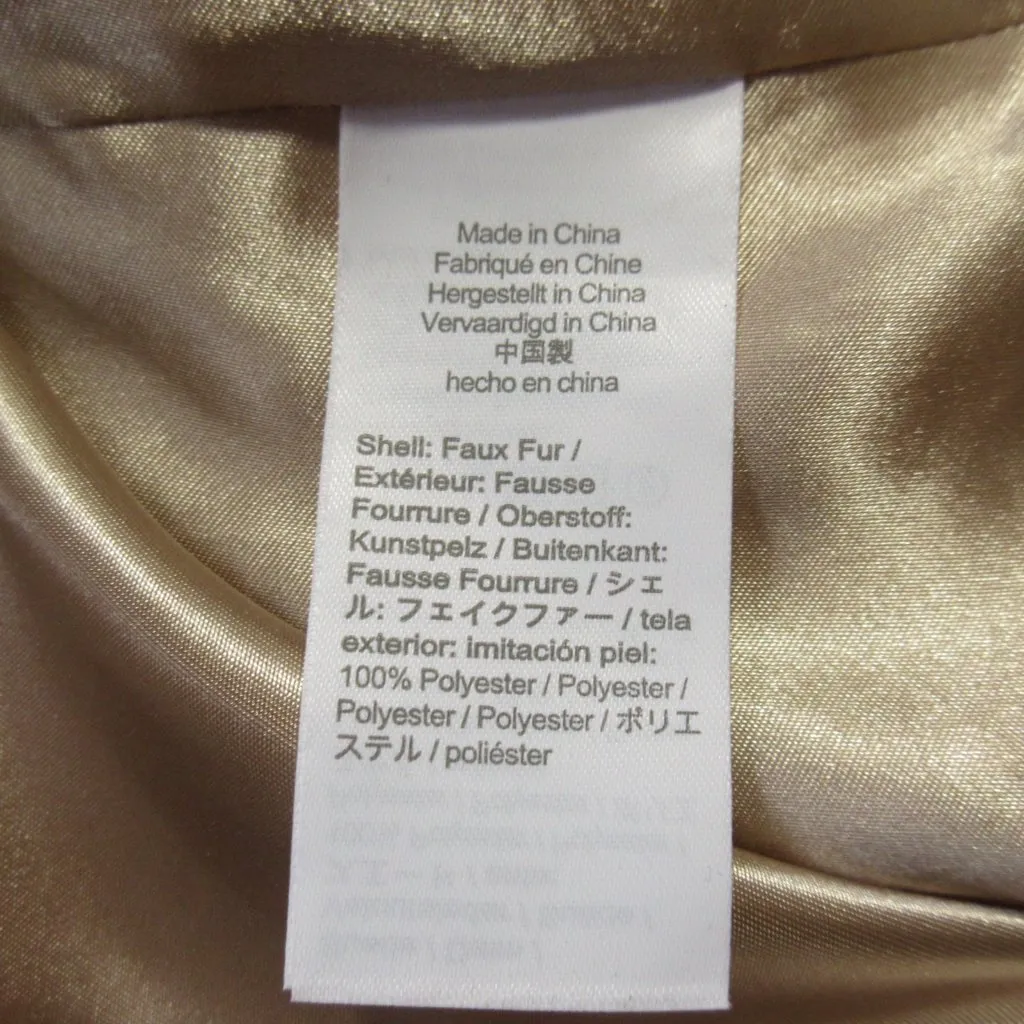 Made in China
Fabriqué en Chine
Hergestellt in China
Vervaardigd in China
中国製
hecho en china
Shell: Faux Fur /
Extérieur: Fausse
Fourrure / Oberstoff:
Kunstpelz / Buitenkant:
Fausse Fourrure / シェ
ル: フェイクファー / tela
exterior: imitación piel:
100% Polyester / Polyester /
Polyester / Polyester / ポリエ
ステル / poliéster